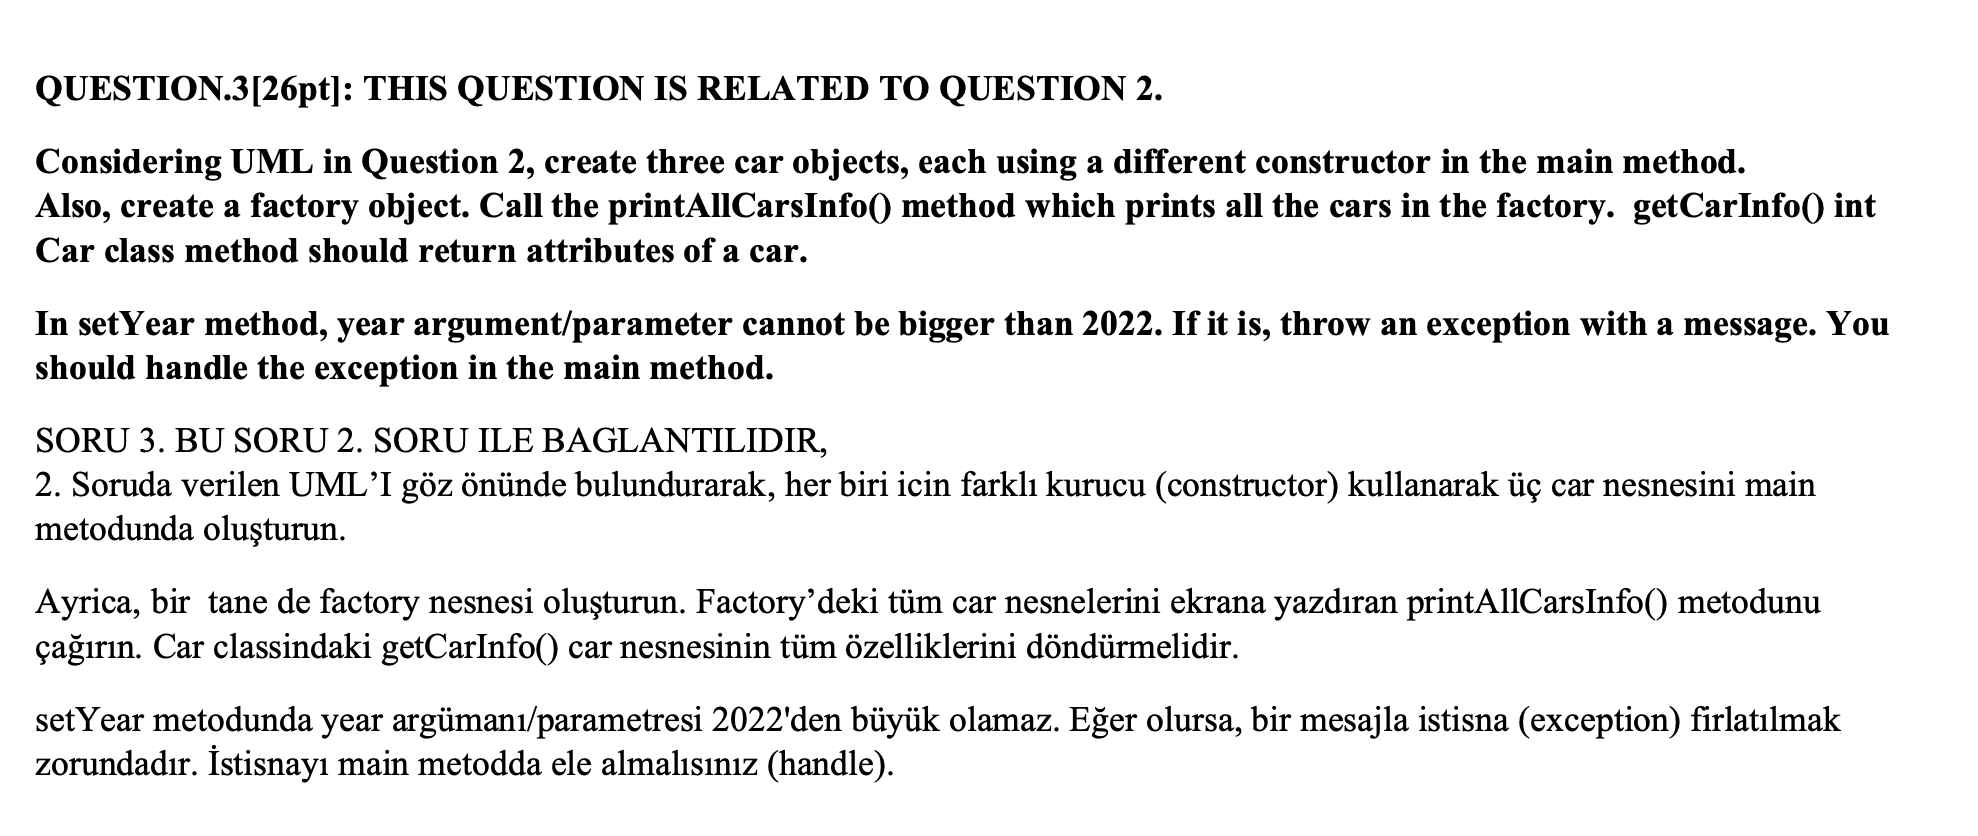 QUESTION.3[26pt]: THIS QUESTION IS RELATED TO QUESTION 2.
Considering UML in Question 2, create three car objects, each using a different constructor in the main method.
Also, create a factory object. Call the printAllCarsInfo() method which prints all the cars in the factory.  getCarInfo() int
Car class method should return attributes of a car.
In setYear method, year argument/parameter cannot be bigger than 2022. If it is, throw an exception with a message. You
should handle the exception in the main method.
SORU 3. BU SORU 2. SORU ILE BAGLANTILIDIR,
2. Soruda verilen UML’I göz önünde bulundurarak, her biri icin farklı kurucu (constructor) kullanarak üç car nesnesini main
metodunda oluşturun.
Ayrica, bir  tane de factory nesnesi oluşturun. Factory’deki tüm car nesnelerini ekrana yazdıran printAllCarsInfo() metodunu
çağırın. Car classindaki getCarInfo() car nesnesinin tüm özelliklerini döndürmelidir.
setYear metodunda year argümanı/parametresi 2022'den büyük olamaz. Eğer olursa, bir mesajla istisna (exception) firlatılmak
zorundadır. İstisnayı main metodda ele almalısınız (handle).